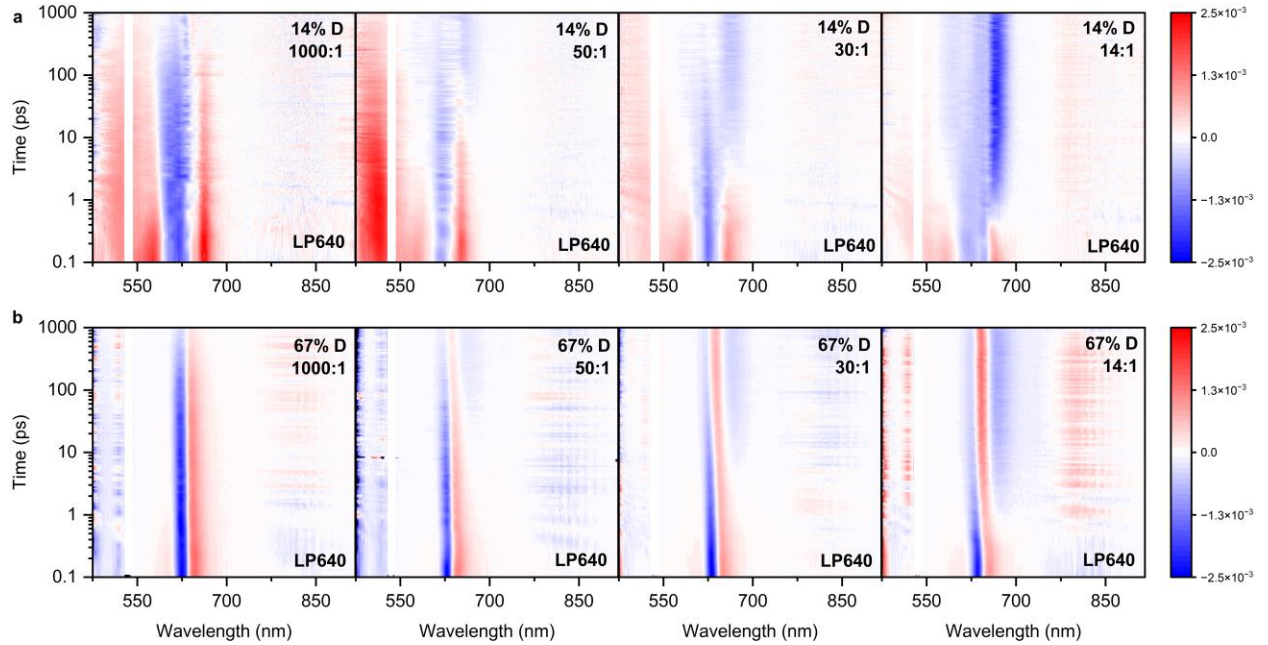 a
Time (ps)
1000
100
10
1
0.1
14% D
1000:1
LP640
14% D
50:1
LP640
14% D
30:1
LP640
14% D
14:1
LP640
550 700 850 550 700 850 550 700 850 550 700 850
2.5×10⁻³
1.3×10⁻³
0.0
−1.3×10⁻³
−2.5×10⁻³
b
Time (ps)
1000
100
10
1
0.1
67% D
1000:1
LP640
67% D
50:1
LP640
67% D
30:1
LP640
67% D
14:1
LP640
550 700 850 550 700 850 550 700 850 550 700 850
Wavelength (nm) Wavelength (nm) Wavelength (nm) Wavelength (nm)
2.5×10⁻³
1.3×10⁻³
0.0
−1.3×10⁻³
−2.5×10⁻³